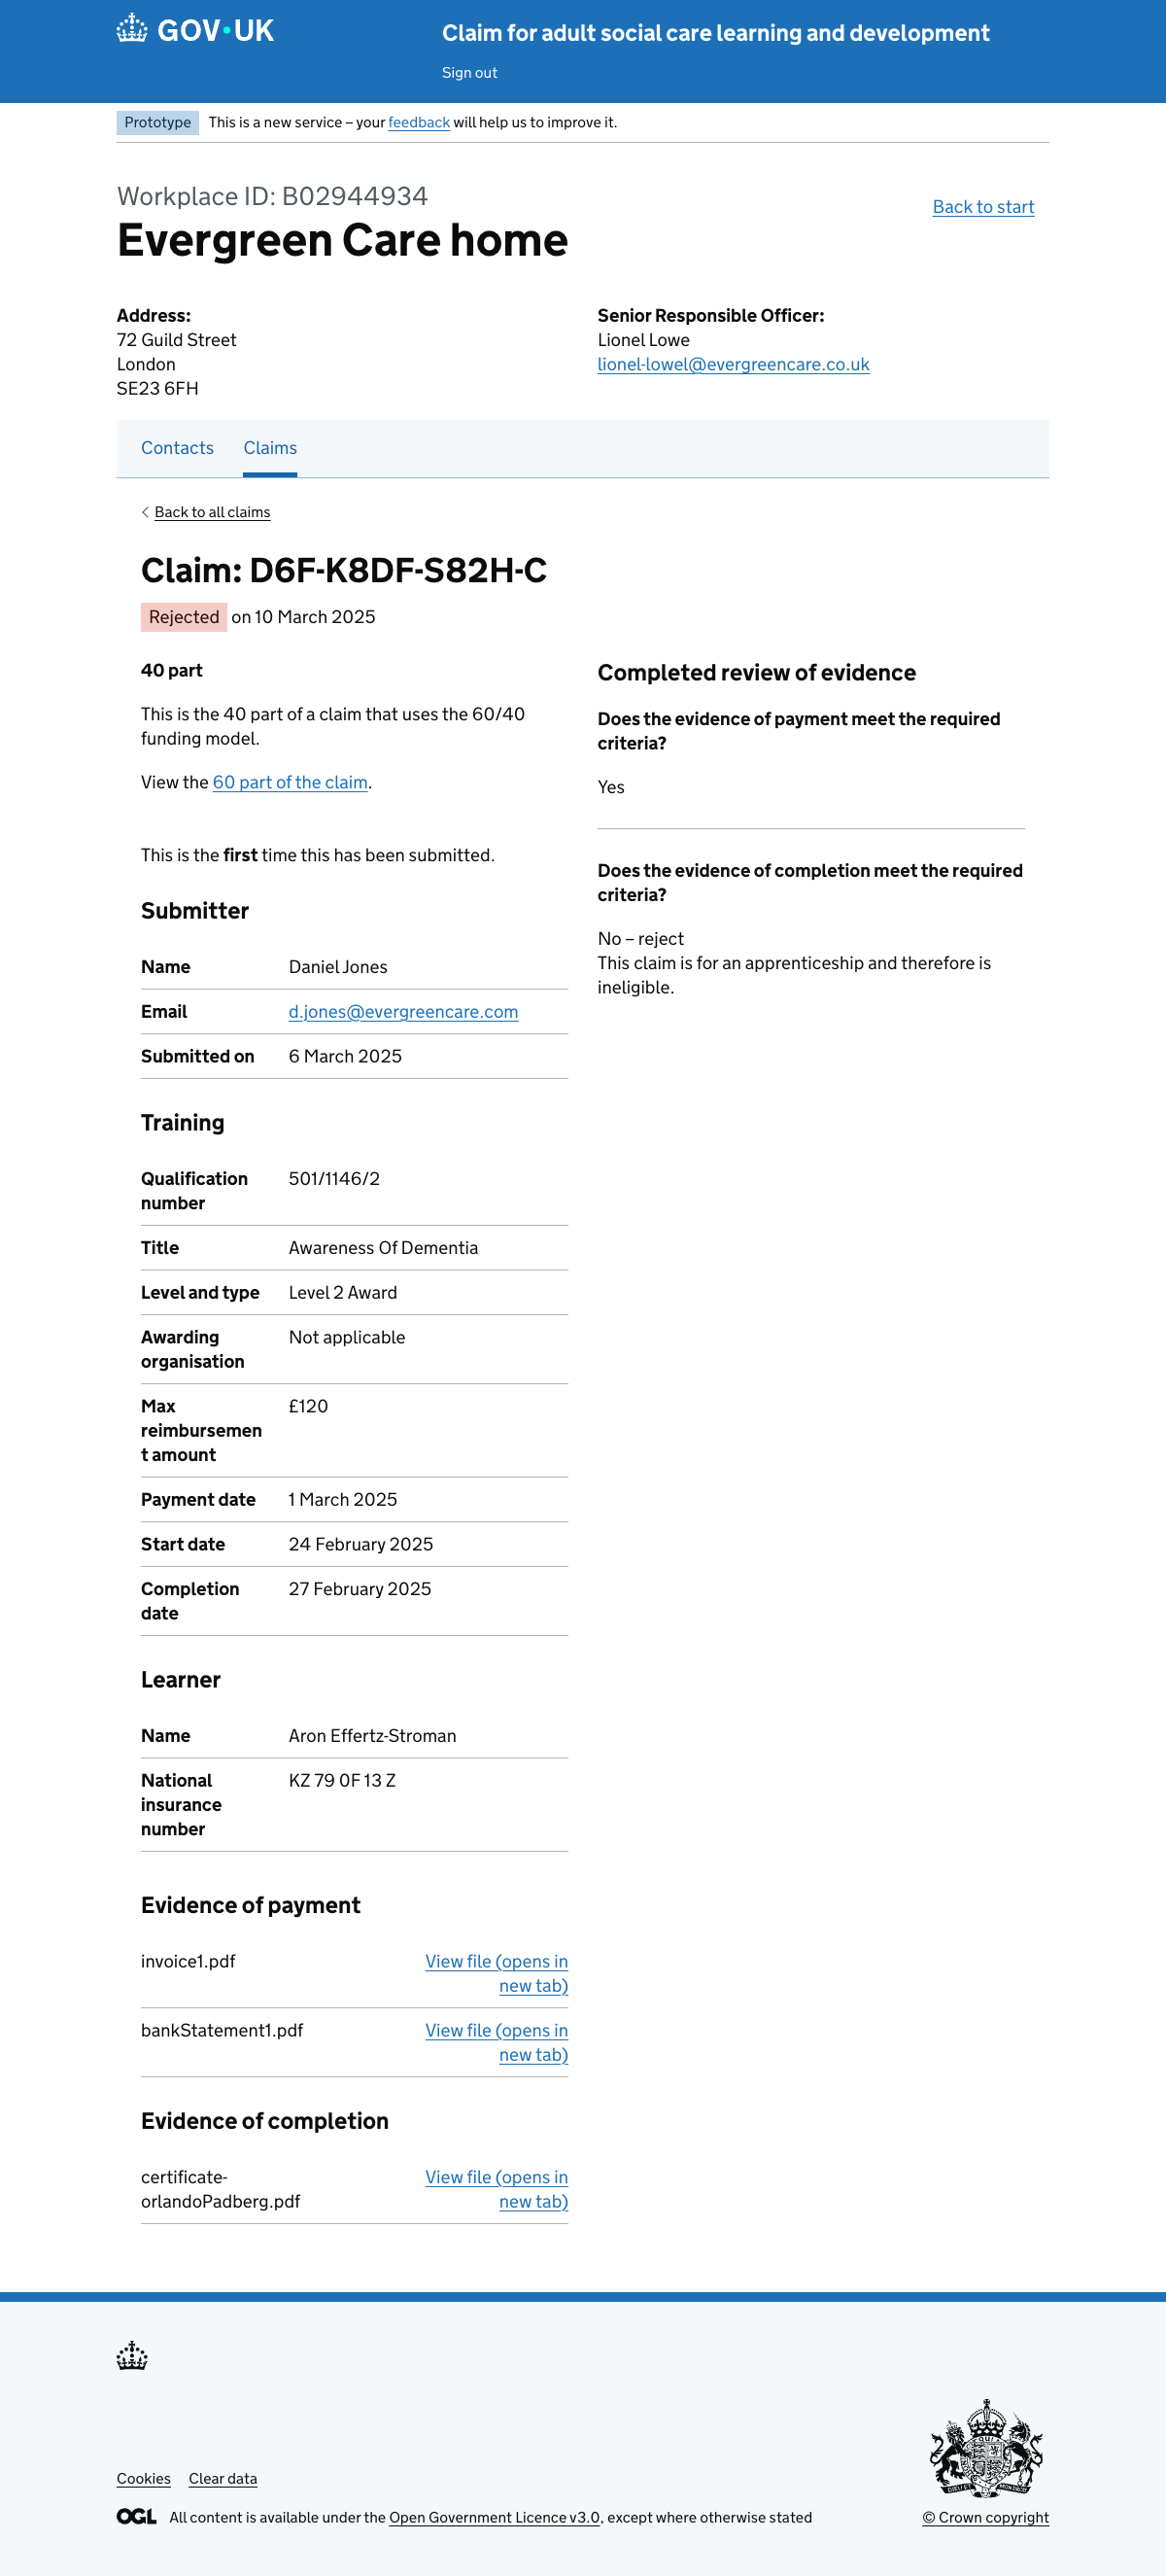 GOV·UK
Claim for adult social care learning and development
Sign out
Prototype This is a new service – your feedback will help us to improve it.
Workplace ID: B02944934
Back to start
Evergreen Care home
Address:
72 Guild Street
London
SE23 6FH
Senior Responsible Officer:
Lionel Lowe
lionel-lowel@evergreencare.co.uk
Contacts Claims
Back to all claims
Claim: D6F-K8DF-S82H-C
Rejected on 10 March 2025
40 part
This is the 40 part of a claim that uses the 60/40
funding model.
View the 60 part of the claim.
This is the first time this has been submitted.
Submitter
Name Daniel Jones
Email d.jones@evergreencare.com
Submitted on 6 March 2025
Training
Qualification 501/1146/2
number
Title Awareness Of Dementia
Level and type Level 2 Award
Awarding Not applicable
organisation
Max £120
reimbursemen
t amount
Payment date 1 March 2025
Start date 24 February 2025
Completion 27 February 2025
date
Learner
Name Aron Effertz-Stroman
National KZ 79 0F 13 Z
insurance
number
Evidence of payment
invoice1.pdf View file (opens in
new tab)
bankStatement1.pdf View file (opens in
new tab)
Evidence of completion
certificate- View file (opens in
orlandoPadberg.pdf new tab)
Completed review of evidence
Does the evidence of payment meet the required
criteria?
Yes
Does the evidence of completion meet the required
criteria?
No – reject
This claim is for an apprenticeship and therefore is
ineligible.
Cookies Clear data
OGL All content is available under the Open Government Licence v3.0, except where otherwise stated
© Crown copyright